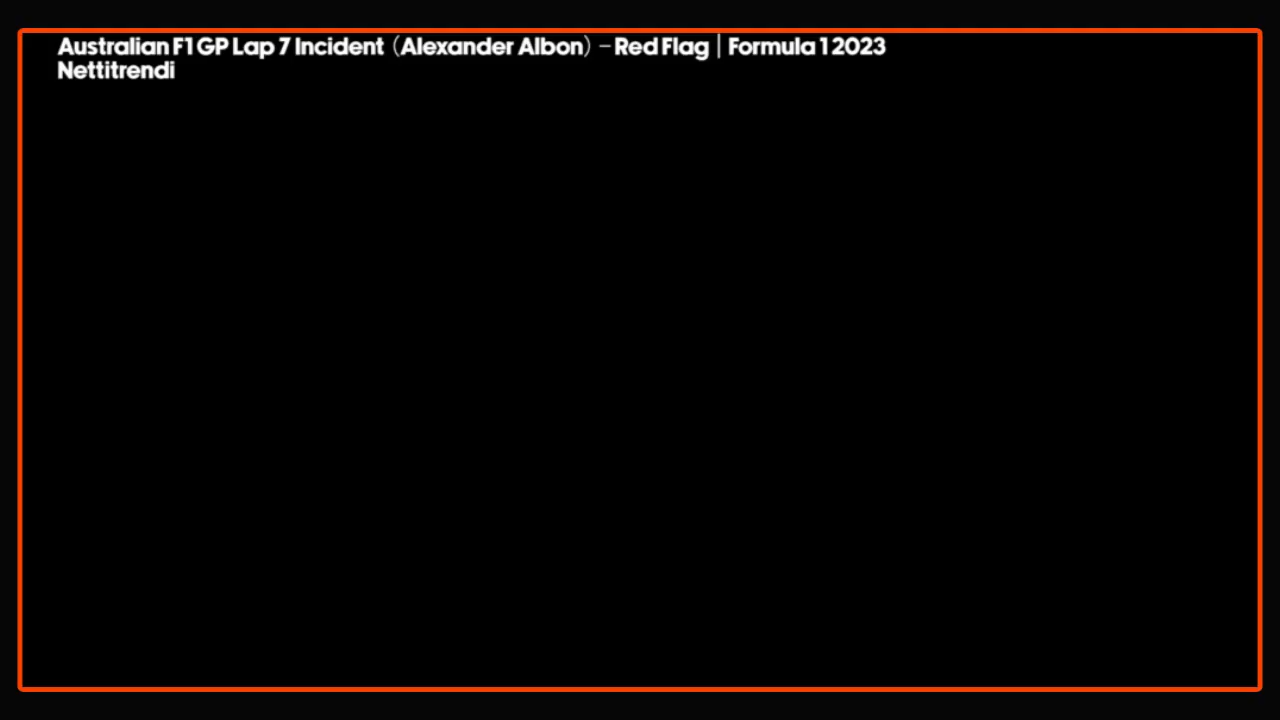 Australian F1 GP Lap 7 Incident (Alexander Albon) – Red Flag | Formula 1 2023
Nettitrendi